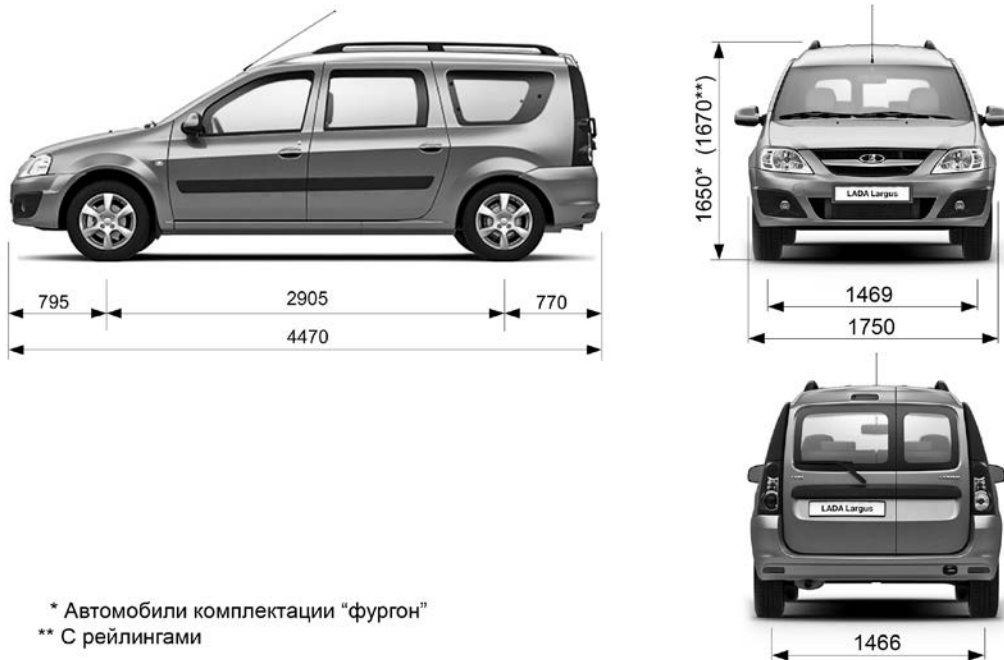 795
2905
770
4470
1650* (1670**)
LADA Largus
1469
1750
LADA Largus
1466
* Автомобили комплектации “фургон”
** С рейлингами